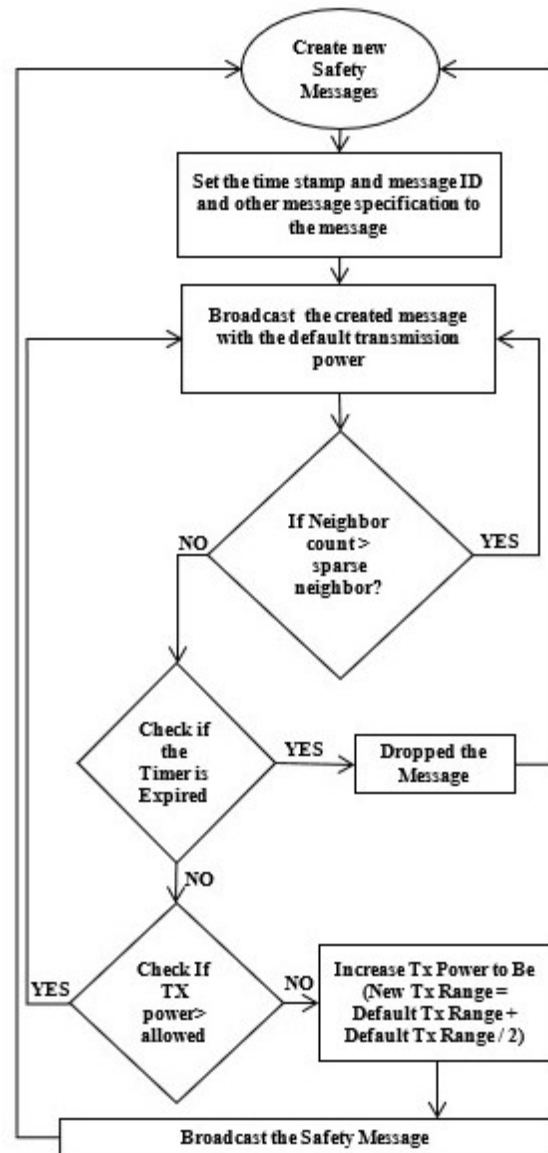 Create new
Safety
Messages
Set the time stamp and message ID
and other message specification to
the message
Broadcast the created message
with the default transmission
power
If Neighbor
count >
sparse
neighbor?
NO
YES
Check if
the
Timer is
Expired
YES
Dropped the
Message
NO
Check If
TX
power>
allowed
YES
NO
Increase Tx Power to Be
(New Tx Range =
Default Tx Range +
Default Tx Range / 2)
Broadcast the Safety Message